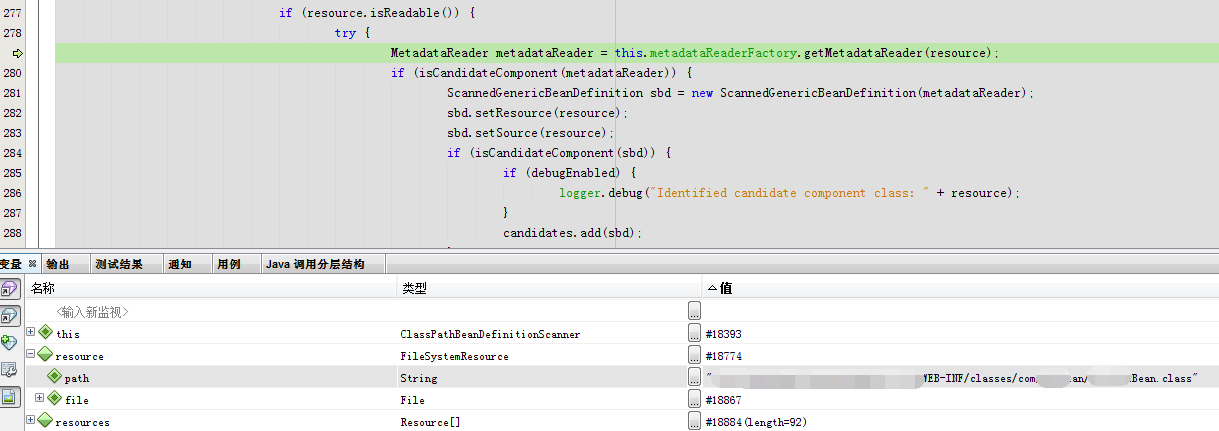 277 if (resource.isReadable()) {
278 try {
MetadataReader metadataReader = this.metadataReaderFactory.getMetadataReader(resource);
280 if (isCandidateComponent(metadataReader)) {
281 ScannedGenericBeanDefinition sbd = new ScannedGenericBeanDefinition(metadataReader);
282 sbd.setResource(resource);
283 sbd.setSource(resource);
284 if (isCandidateComponent(sbd)) {
285 if (debugEnabled) {
286 logger.debug("Identified candidate component class: " + resource);
287 }
288 candidates.add(sbd);
变量 输出 测试结果 通知 用例 Java 调用分层结构
名称 类型 值
<输入新监视> ...
this ClassPathBeanDefinitionScanner ... #18393
resource FileSystemResource ... #18774
path String ... " EB-INF/classes/com an/ Bean.class"
file File ... #18867
resources Resource[] ... #18884(length=92)